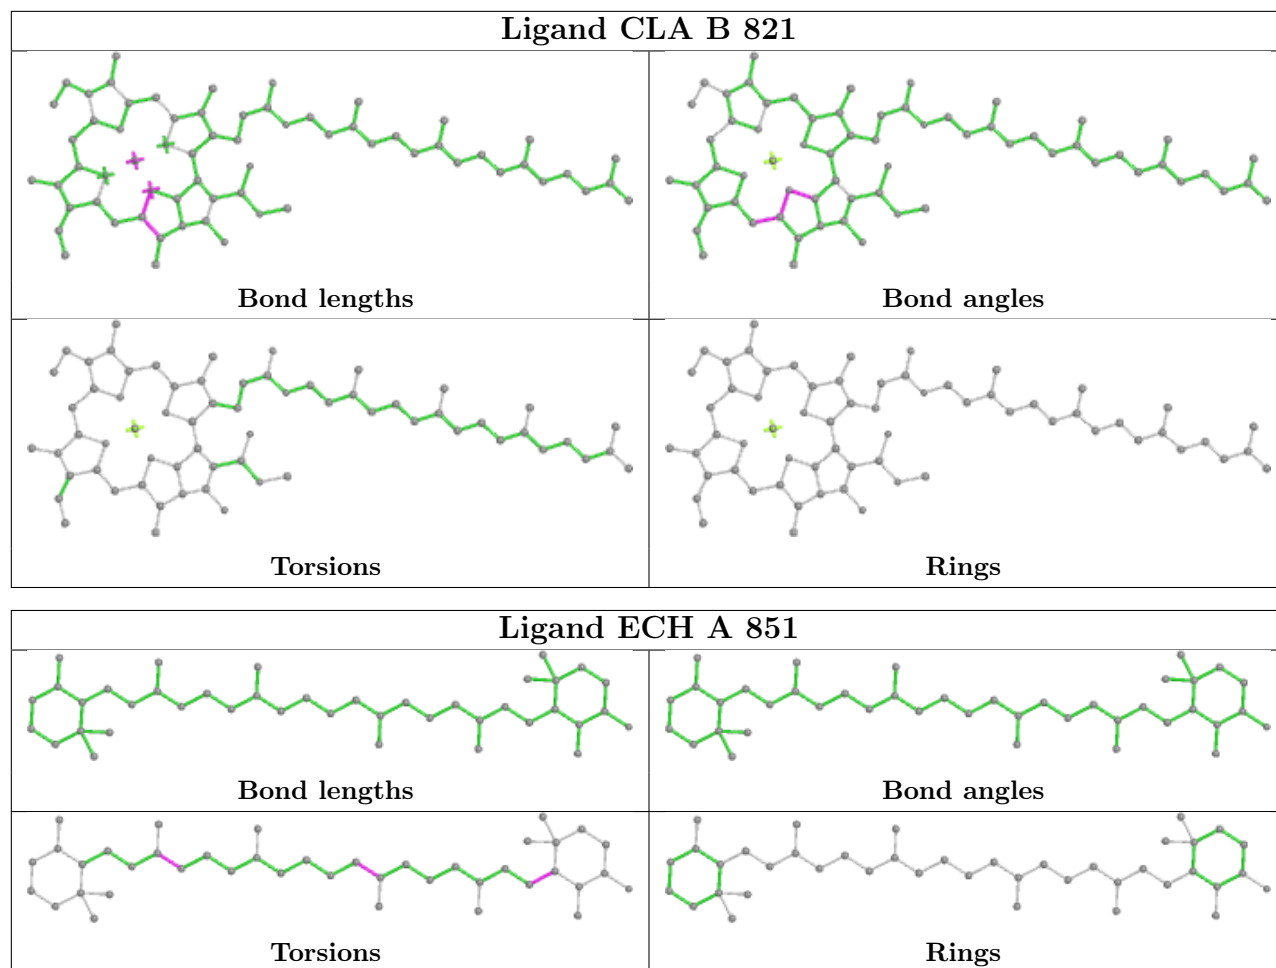 Ligand CLA B 821
Bond lengths
Bond angles
Torsions
Rings
Ligand ECH A 851
Bond lengths
Bond angles
Torsions
Rings